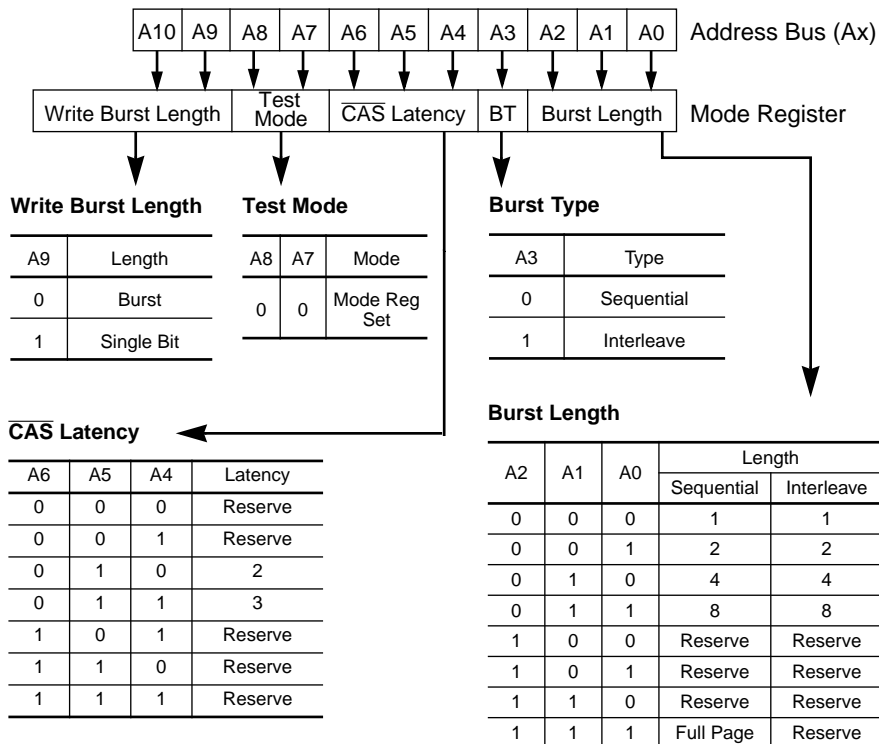 A10 A9 A8 A7 A6 A5 A4 A3 A2 A1 A0 Address Bus (Ax)
Write Burst Length Test Mode CAS Latency BT Burst Length Mode Register
Write Burst Length
A9 Length
0 Burst
1 Single Bit
Test Mode
A8 A7 Mode
0 0 Mode Reg
Set
Burst Type
A3 Type
0 Sequential
1 Interleave
CAS Latency
A6 A5 A4 Latency
0 0 0 Reserve
0 0 1 Reserve
0 1 0 2
0 1 1 3
1 0 1 Reserve
1 1 0 Reserve
1 1 1 Reserve
Burst Length
A2 A1 A0 Length
Sequential Interleave
0 0 0 1 1
0 0 1 2 2
0 1 0 4 4
0 1 1 8 8
1 0 0 Reserve Reserve
1 0 1 Reserve Reserve
1 1 0 Reserve Reserve
1 1 1 Full Page Reserve